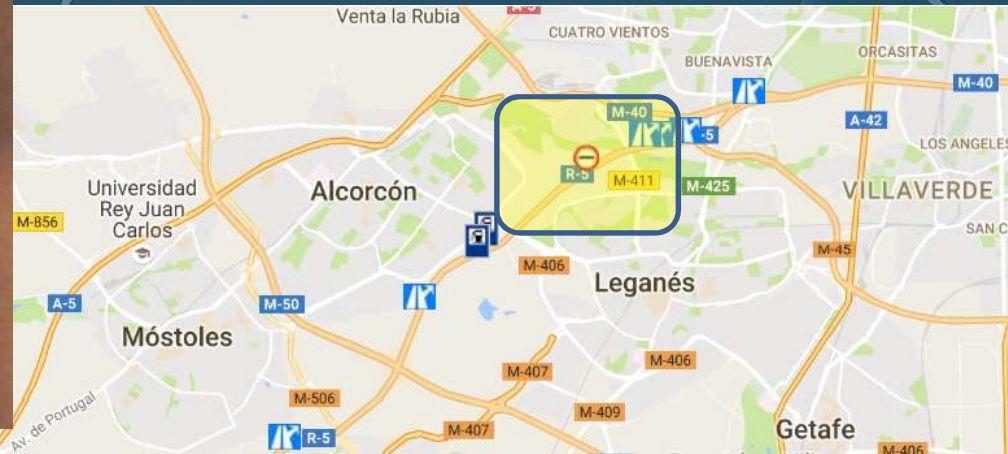 A-5
Venta la Rubia
CUATRO VIENTOS
BUENAVISTA
ORCASITAS
M-40
M-40
A-42
-5
LOS ANGELES
R-5
M-411
M-425
Universidad
Rey Juan
Carlos
Alcorcón
VILLAVERDE
M-856
SAN C
M-45
M-406
Leganés
A-5
M-50
Móstoles
M-406
M-407
M-506
M-409
Av. de Portugal
R-5
M-407
Getafe
M-406